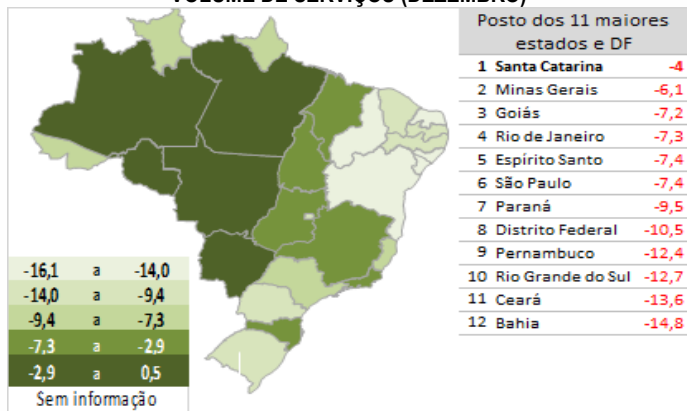 VOLUME DE SERVIÇOS (DEZEMBRO)
Posto dos 11 maiores
estados e DF
1 Santa Catarina -4
2 Minas Gerais -6,1
3 Goiás -7,2
4 Rio de Janeiro -7,3
5 Espírito Santo -7,4
6 São Paulo -7,4
7 Paraná -9,5
8 Distrito Federal -10,5
9 Pernambuco -12,4
10 Rio Grande do Sul -12,7
11 Ceará -13,6
12 Bahia -14,8
-16,1 a -14,0
-14,0 a -9,4
-9,4 a -7,3
-7,3 a -2,9
-2,9 a 0,5
Sem informação